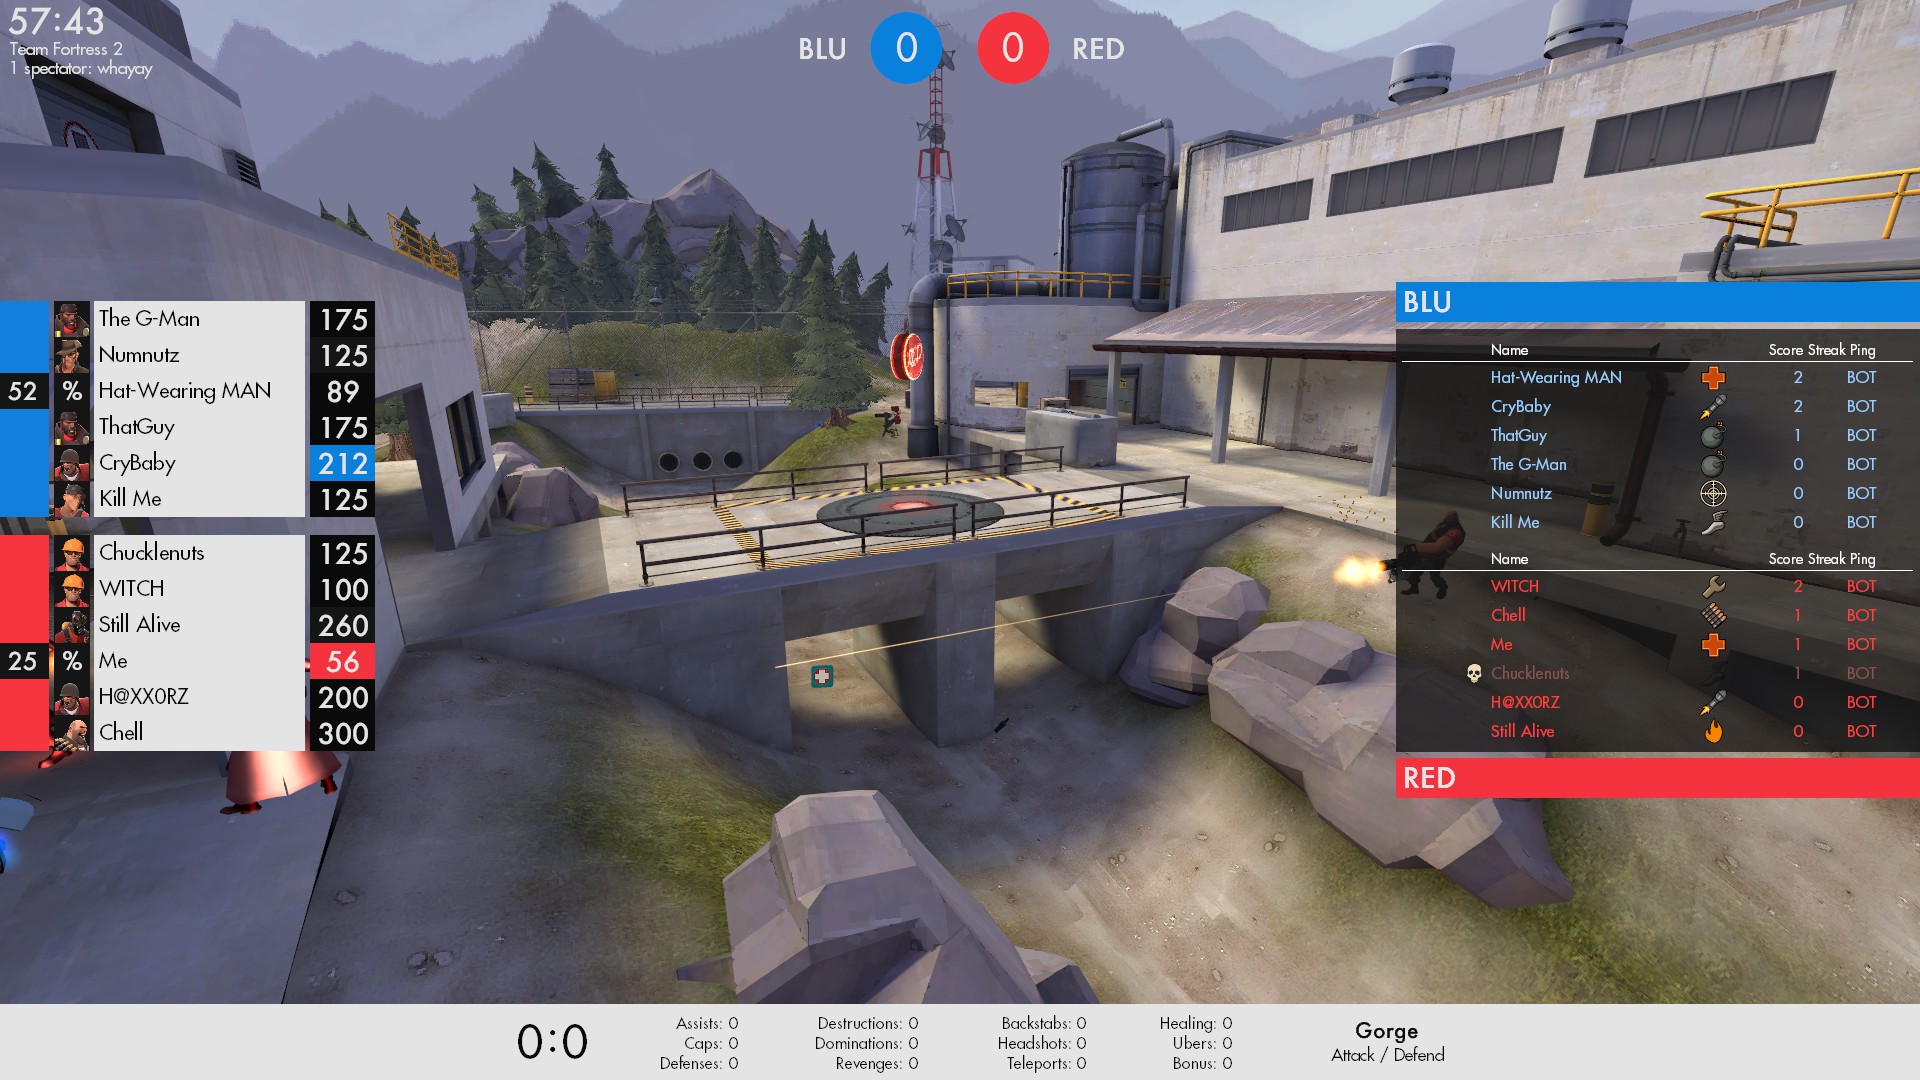 57:43
Team Fortress 2
1 spectator: whayay
BLU 0 0 RED
The G-Man 175
Numnutz 125
52 % Hat-Wearing MAN 89
ThatGuy 175
CryBaby 212
Kill Me 125
Chucklenuts 125
WITCH 100
Still Alive 260
25 % Me 56
H@XX0RZ 200
Chell 300
RED
BLU
Name Score Streak Ping
Hat-Wearing MAN 2 BOT
CryBaby 2 BOT
ThatGuy 1 BOT
The G-Man 0 BOT
Numnutz 0 BOT
Kill Me 0 BOT
Name Score Streak Ping
WITCH 2 BOT
Chell 1 BOT
Me 1 BOT
Chucklenuts 1 BOT
H@XX0RZ 0 BOT
Still Alive 0 BOT
RED
0:0
Assists: 0
Caps: 0
Defenses: 0
Destructions: 0
Dominations: 0
Revenges: 0
Backstabs: 0
Headshots: 0
Teleports: 0
Healing: 0
Ubers: 0
Bonus: 0
Gorge
Attack / Defend